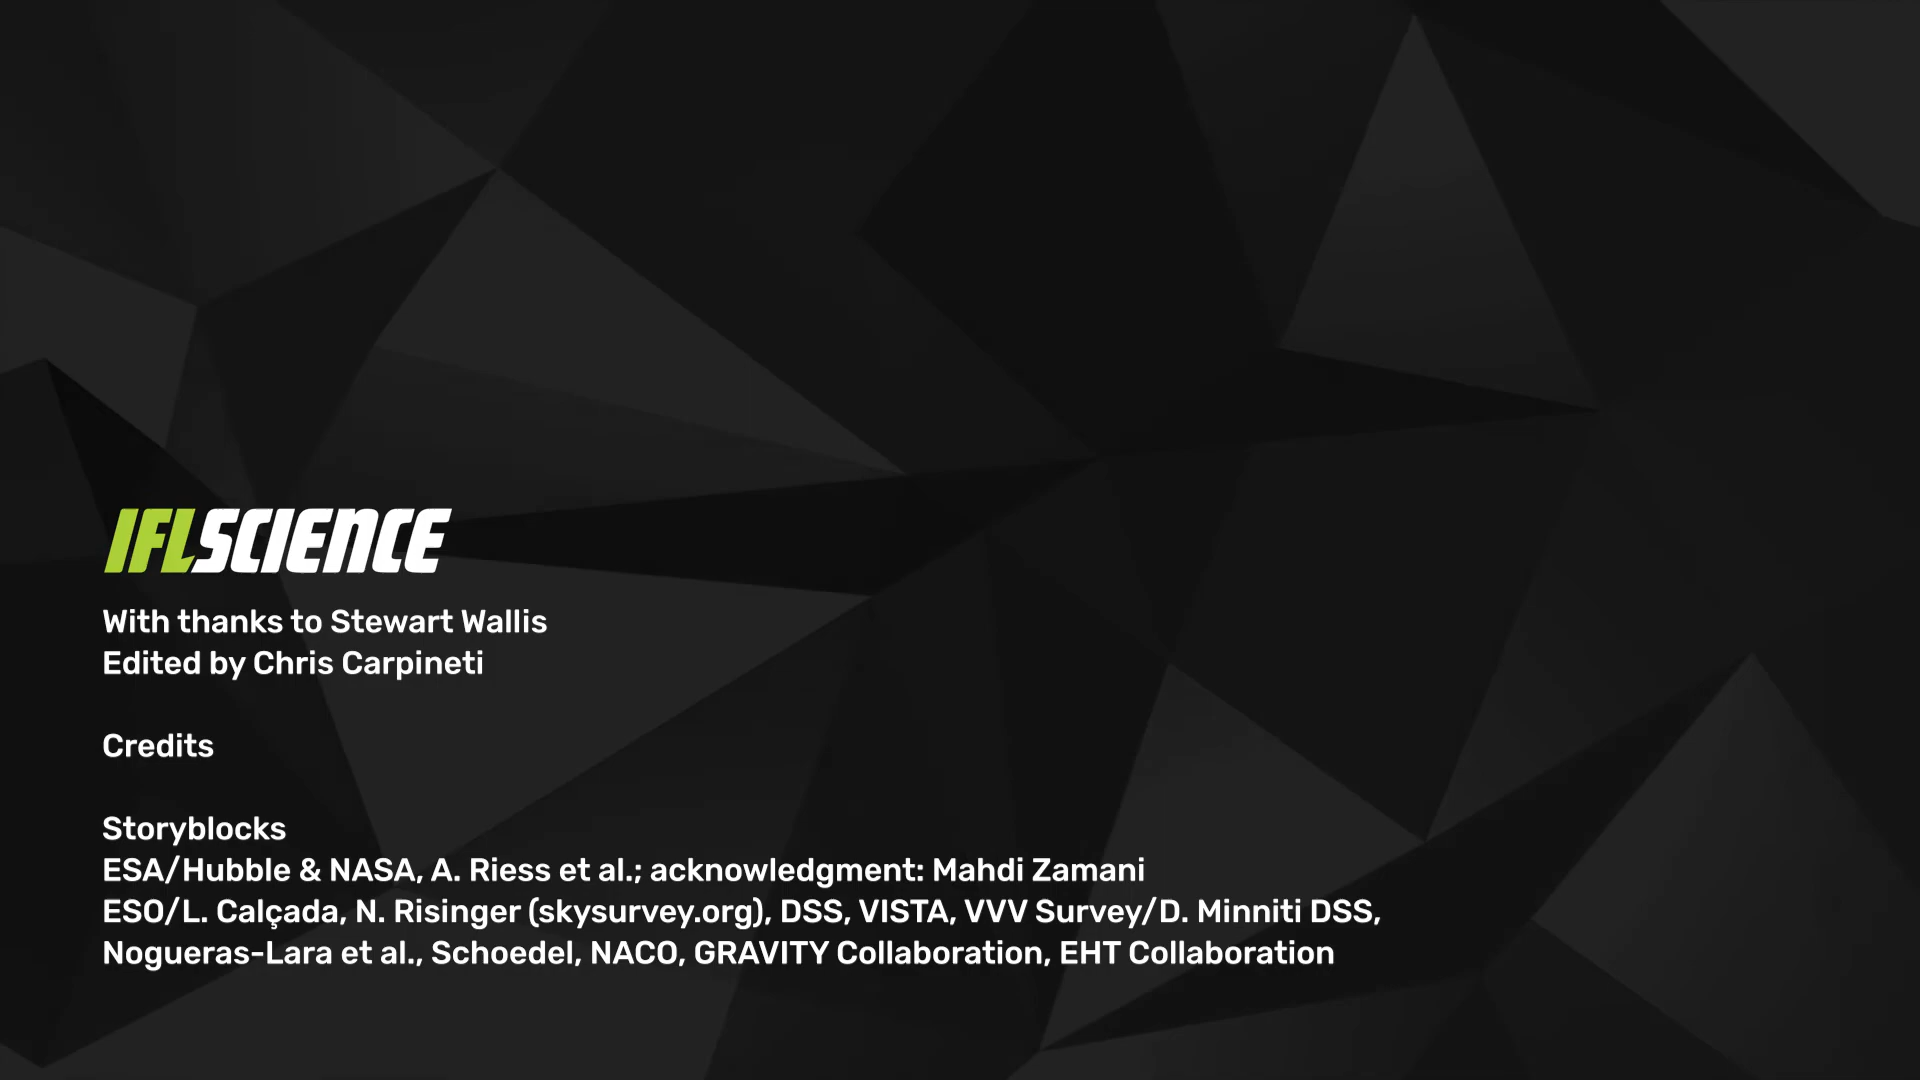 IFLSCIENCE
With thanks to Stewart Wallis
Edited by Chris Carpineti
Credits
Storyblocks
ESA/Hubble & NASA, A. Riess et al.; acknowledgment: Mahdi Zamani
ESO/L. Calçada, N. Risinger (skysurvey.org), DSS, VISTA, VVV Survey/D. Minniti DSS,
Nogueras-Lara et al., Schoedel, NACO, GRAVITY Collaboration, EHT Collaboration